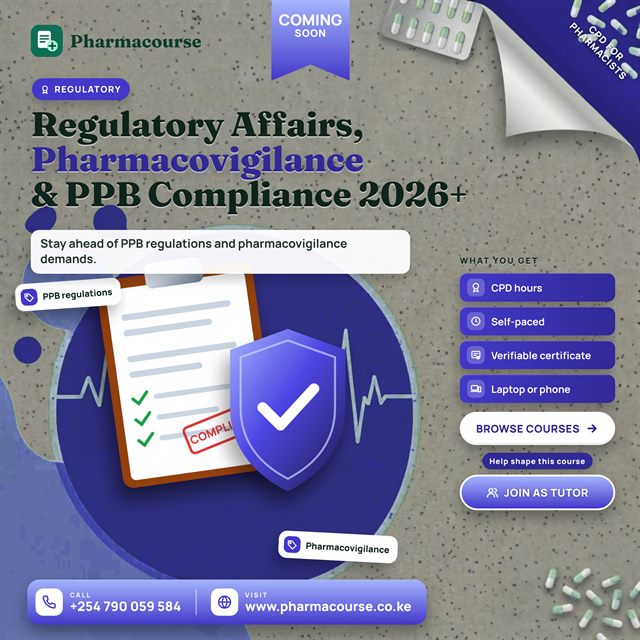 Pharmacourse
COMING
SOON
CPD FOR
PHARMACISTS
REGULATORY
Regulatory Affairs,
Pharmacovigilance
& PPB Compliance 2026+
Stay ahead of PPB regulations and pharmacovigilance
demands.
PPB regulations
WHAT YOU GET
CPD hours
Self-paced
Verifiable certificate
Laptop or phone
BROWSE COURSES
Help shape this course
JOIN AS TUTOR
COMPLI
Pharmacovigilance
CALL
+254 790 059 584
VISIT
www.pharmacourse.co.ke